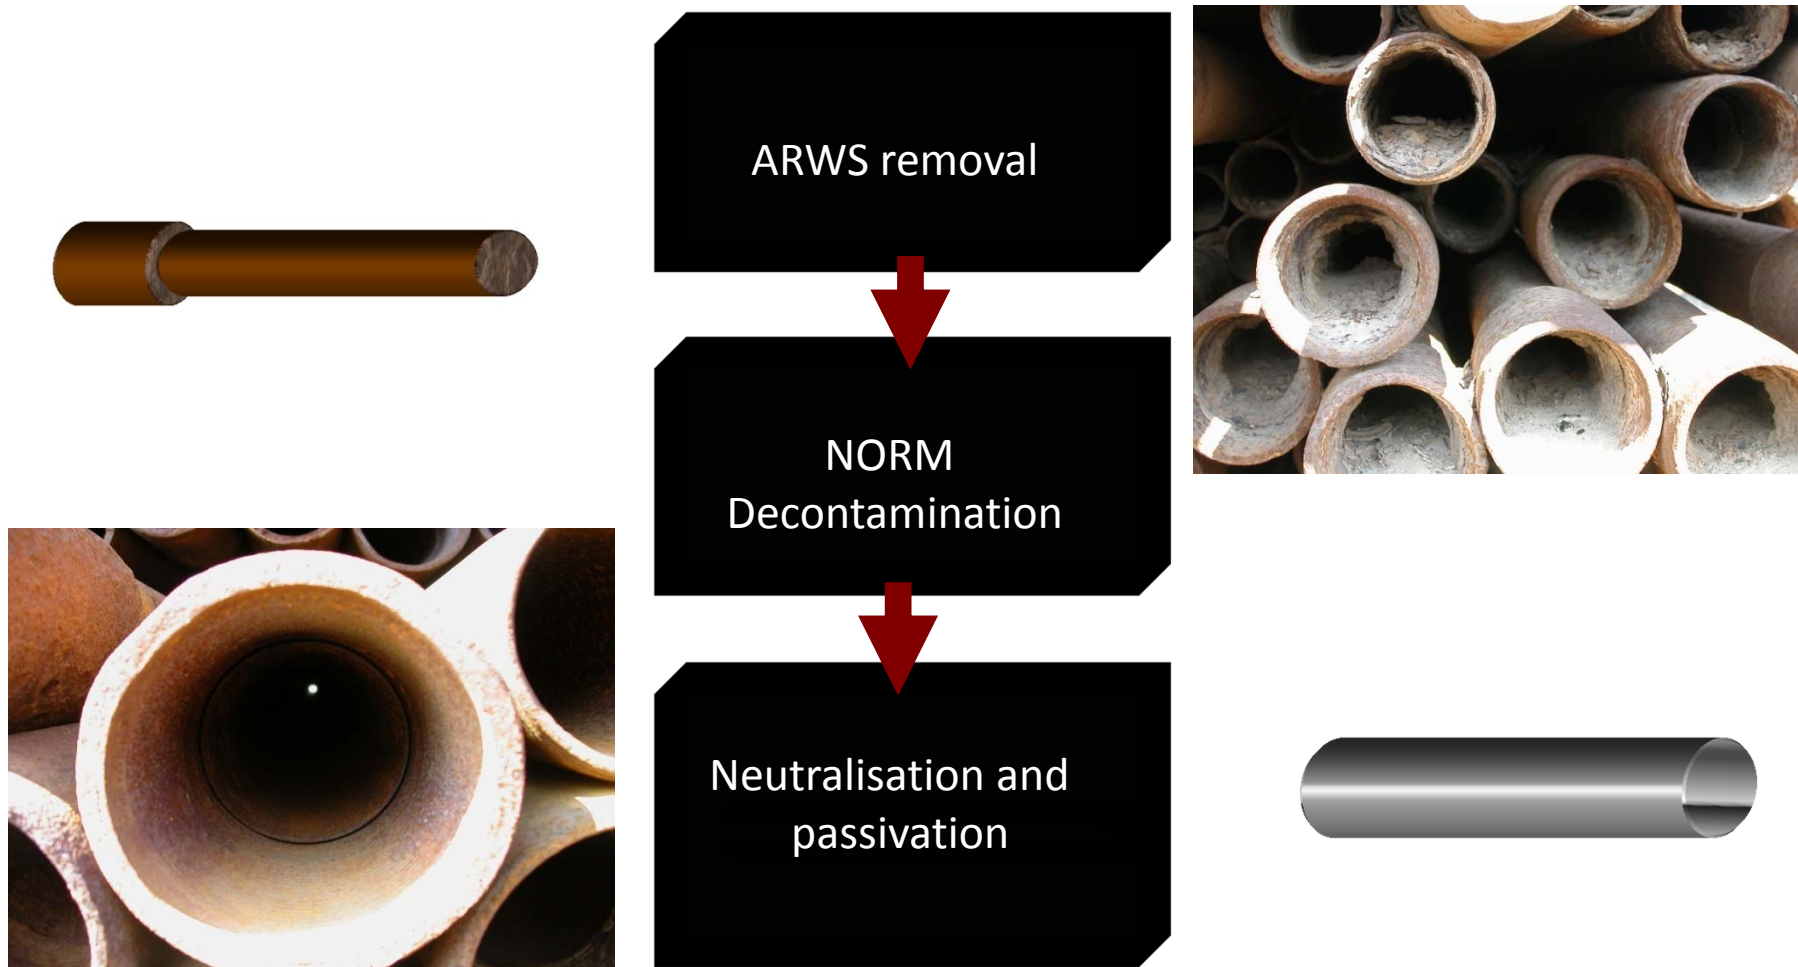 ARWS removal
NORM
Decontamination
Neutralisation and
passivation